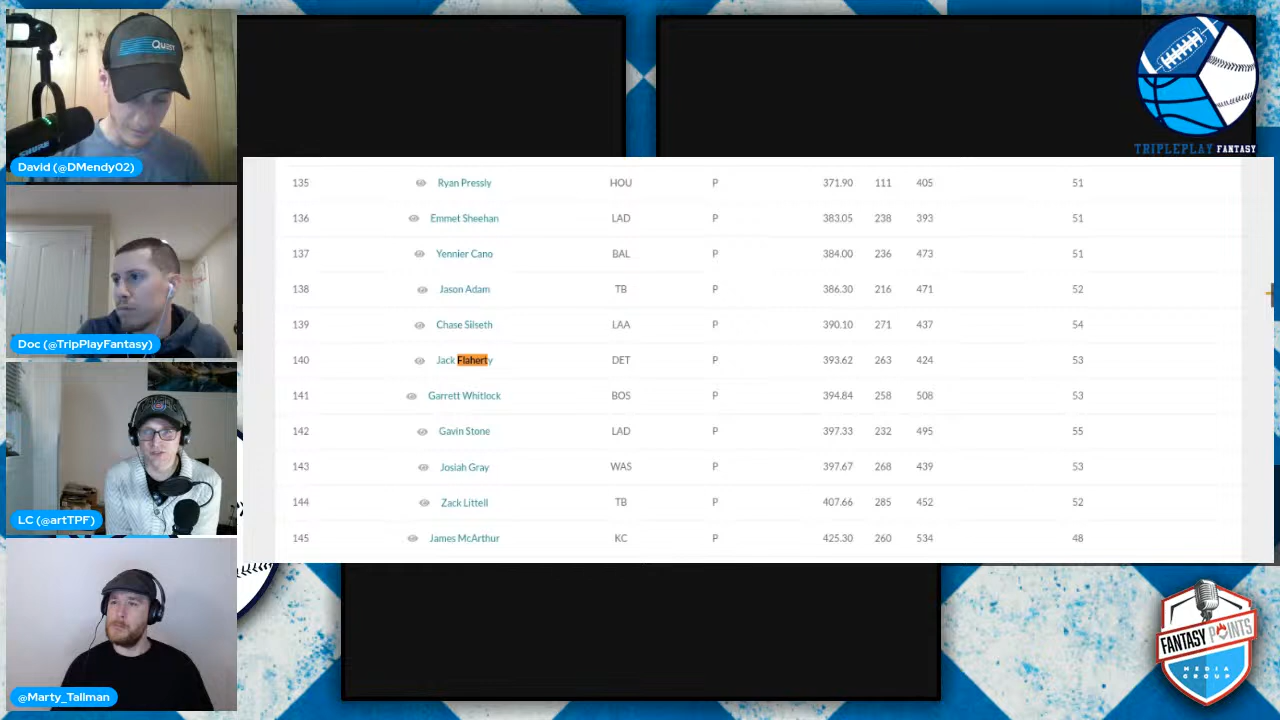 QUEST
SHURE
David (@DMendy02)
Doc (@TripPlayFantasy)
LC (@artTPF)
@Marty_Tallman
TRIPLEPLAY FANTASY
135 Ryan Pressly HOU P 371.90 111 405 51
136 Emmet Sheehan LAD P 383.05 238 393 51
137 Yennier Cano BAL P 384.00 236 473 51
138 Jason Adam TB P 386.30 216 471 52
139 Chase Silseth LAA P 390.10 271 437 54
140 Jack Flaherty DET P 393.62 263 424 53
141 Garrett Whitlock BOS P 394.84 258 508 53
142 Gavin Stone LAD P 397.33 232 495 55
143 Josiah Gray WAS P 397.67 268 439 53
144 Zack Littell TB P 407.66 285 452 52
145 James McArthur KC P 425.30 260 534 48
FANTASY POINTS
MEDIA
GROUP